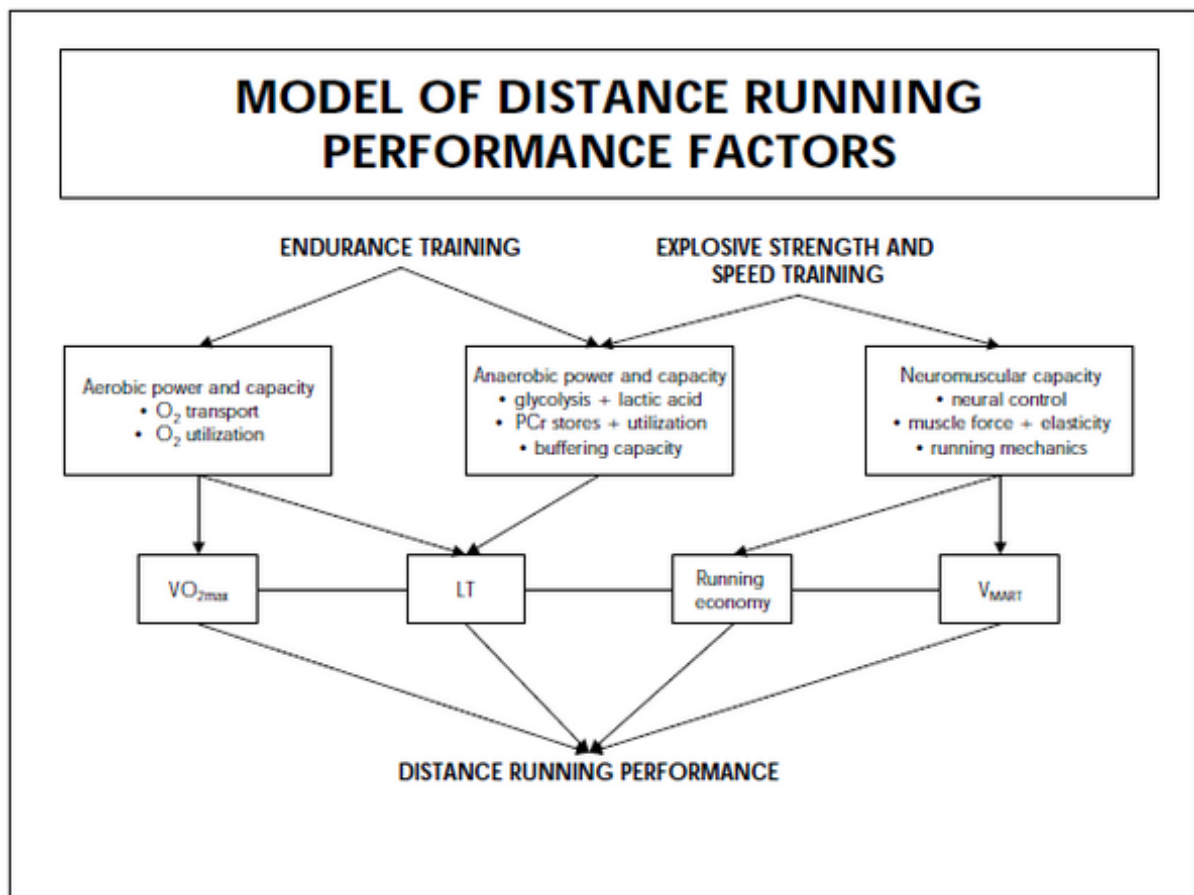 MODEL OF DISTANCE RUNNING
PERFORMANCE FACTORS
ENDURANCE TRAINING
EXPLOSIVE STRENGTH AND
SPEED TRAINING
Aerobic power and capacity
• O₂ transport
• O₂ utilization
Anaerobic power and capacity
• glycolysis + lactic acid
• PCr stores + utilization
• buffering capacity
Neuromuscular capacity
• neural control
• muscle force + elasticity
• running mechanics
VO₂max
LT
Running
economy
VMART
DISTANCE RUNNING PERFORMANCE